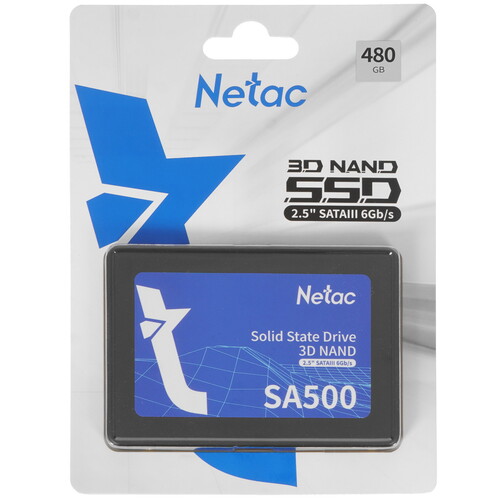 480
GB
Netac
3D NAND
SSD
2.5" SATAIII 6Gb/s
Netac
Solid State Drive
3D NAND
2.5" SATAIII 6Gb/s
SA500